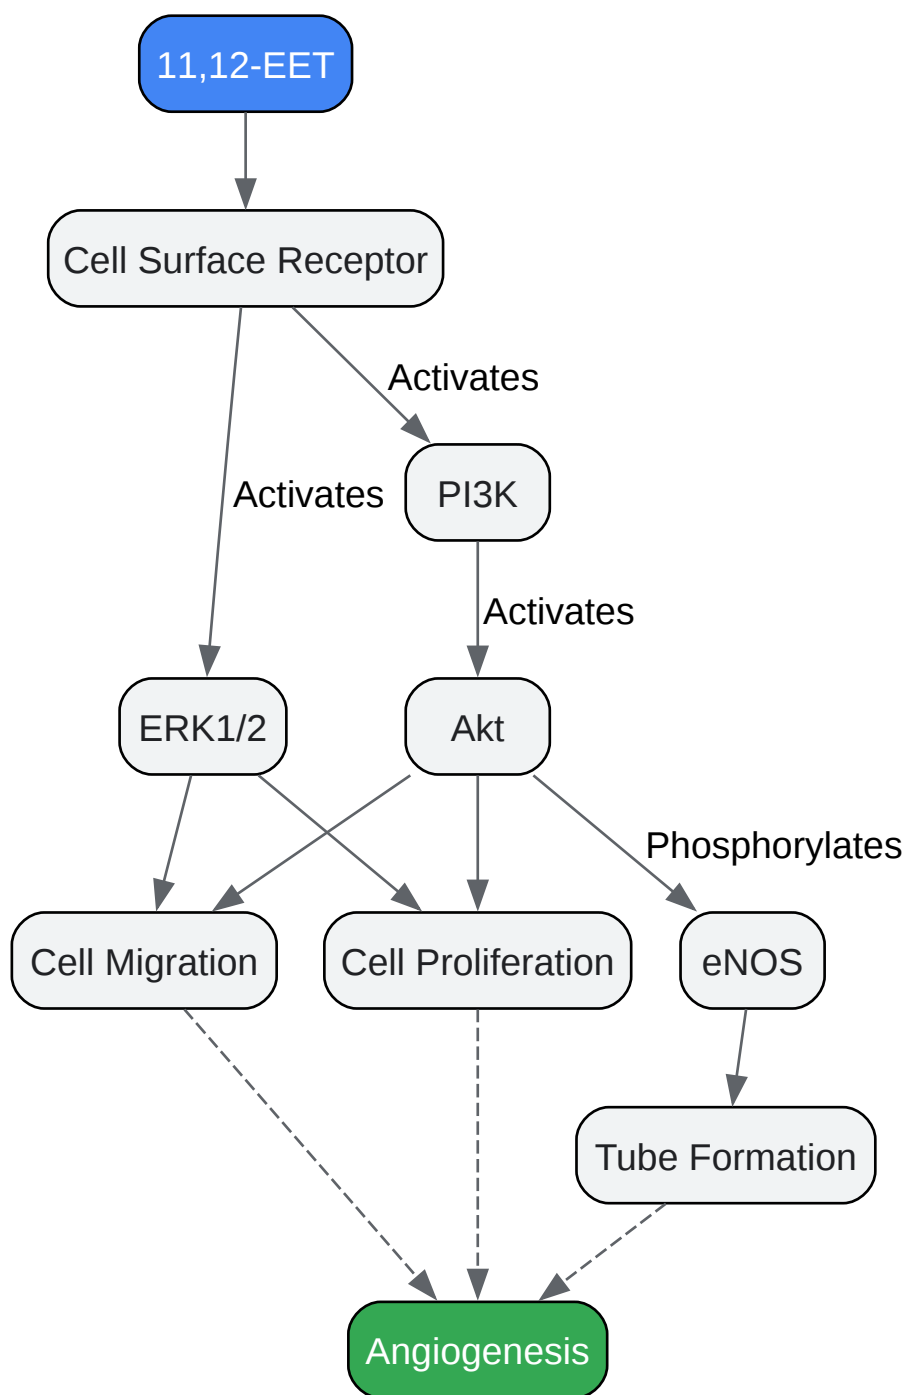 11,12-EET
Cell Surface Receptor
Activates
Activates
PI3K
Activates
ERK1/2
Akt
Phosphorylates
Cell Migration
Cell Proliferation
eNOS
Tube Formation
Angiogenesis